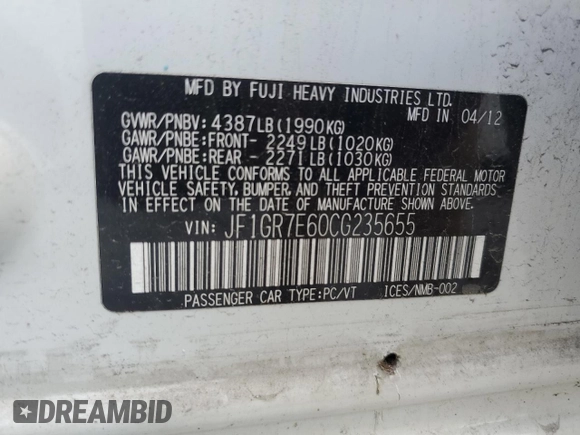 MFD BY FUJI HEAVY INDUSTRIES LTD.
MFD IN 04/12
GVWR/PNBV: 4387LB(1990KG)
GAWR/PNBE:FRONT- 2249LB(1020KG)
GAWR/PNBE:REAR - 2271LB(1030KG)
THIS VEHICLE CONFORMS TO ALL APPLICABLE FEDERAL MOTOR
VEHICLE SAFETY, BUMPER, AND THEFT PREVENTION STANDARDS
IN EFFECT ON THE DATE OF MANUFACTURE SHOWN ABOVE.
VIN: JF1GR7E60CG235655
PASSENGER CAR TYPE:PC/VT ICES/NMB-002
DREAMBID